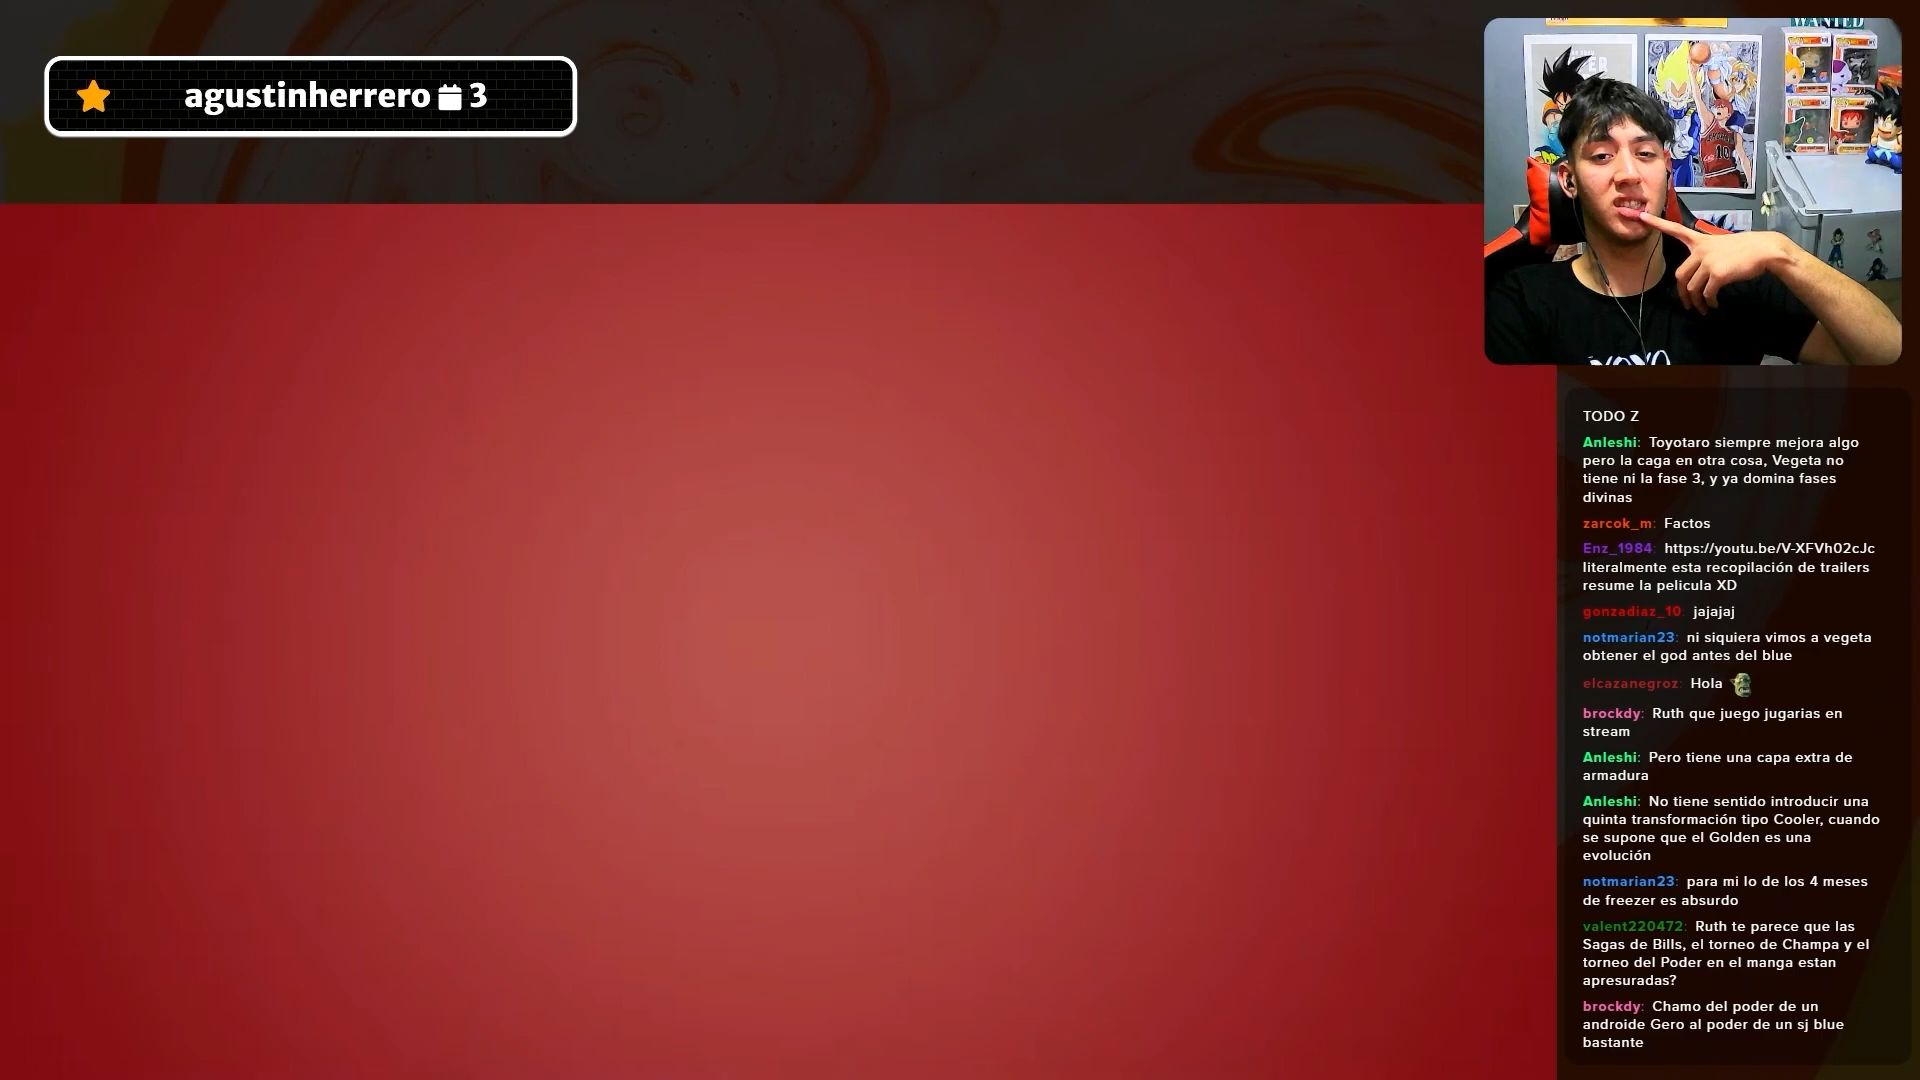 agustinherrero 3
WANTED
10
TODO Z
Anleshi: Toyotaro siempre mejora algo
pero la caga en otra cosa, Vegeta no
tiene ni la fase 3, y ya domina fases
divinas
zarcok_m: Factos
Enz_1984: https://youtu.be/V-XFVh02cJc
literalmente esta recopilación de trailers
resume la pelicula XD
gonzadiaz_10: jajajaj
notmarian23: ni siquiera vimos a vegeta
obtener el god antes del blue
elcazanegroz: Hola
brockdy: Ruth que juego jugarias en
stream
Anleshi: Pero tiene una capa extra de
armadura
Anleshi: No tiene sentido introducir una
quinta transformación tipo Cooler, cuando
se supone que el Golden es una
evolución
notmarian23: para mi lo de los 4 meses
de freezer es absurdo
valent220472: Ruth te parece que las
Sagas de Bills, el torneo de Champa y el
torneo del Poder en el manga estan
apresuradas?
brockdy: Chamo del poder de un
androide Gero al poder de un sj blue
bastante